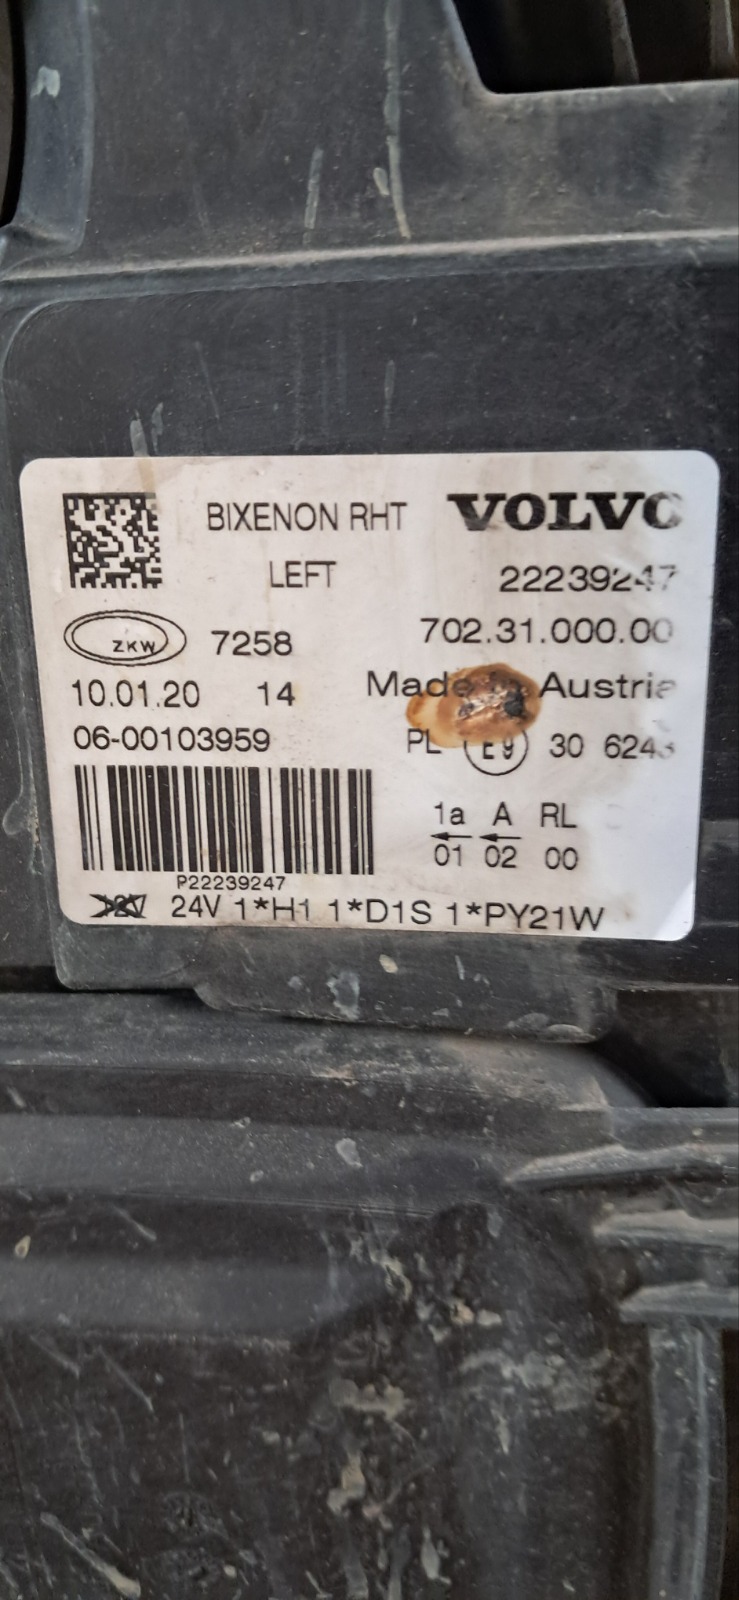 BIXENON RHT VOLVO
LEFT 22239247
ZKW 7258 702.31.000.00
10.01.20 14 Made in Austria
06-00103959 PL E9 30 6243
1a A RL
01 02 00
P22239247
24V 1*H1 1*D1S 1*PY21W